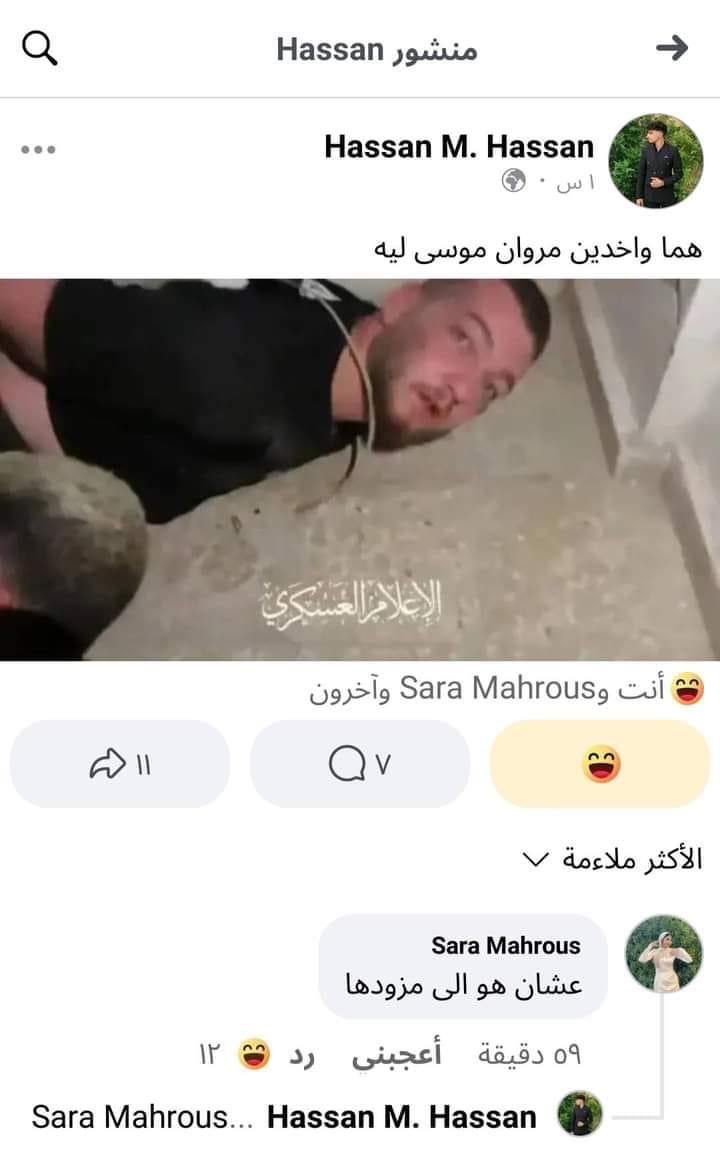 منشور Hassan
Hassan M. Hassan
١ س
هما واخدين مروان موسى ليه
الإعلام العسكري
أنت وSara Mahrous وآخرون
٧
١١
الأكثر ملاءمة
Sara Mahrous
عشان هو الى مزودها
٥٩ دقيقة أعجبني رد ١٢
Hassan M. Hassan Sara Mahrous...